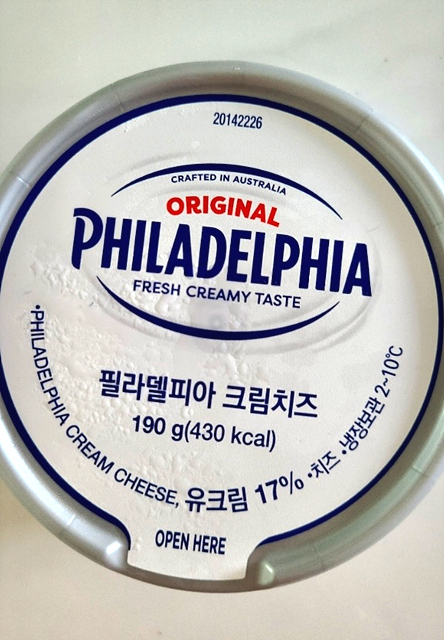 20142226
CRAFTED IN AUSTRALIA
ORIGINAL
PHILADELPHIA
FRESH CREAMY TASTE
필라델피아 크림치즈
190 g(430 kcal)
•PHILADELPHIA CREAM CHEESE, 유크림 17% •치즈 •냉장보관 2~10℃
OPEN HERE